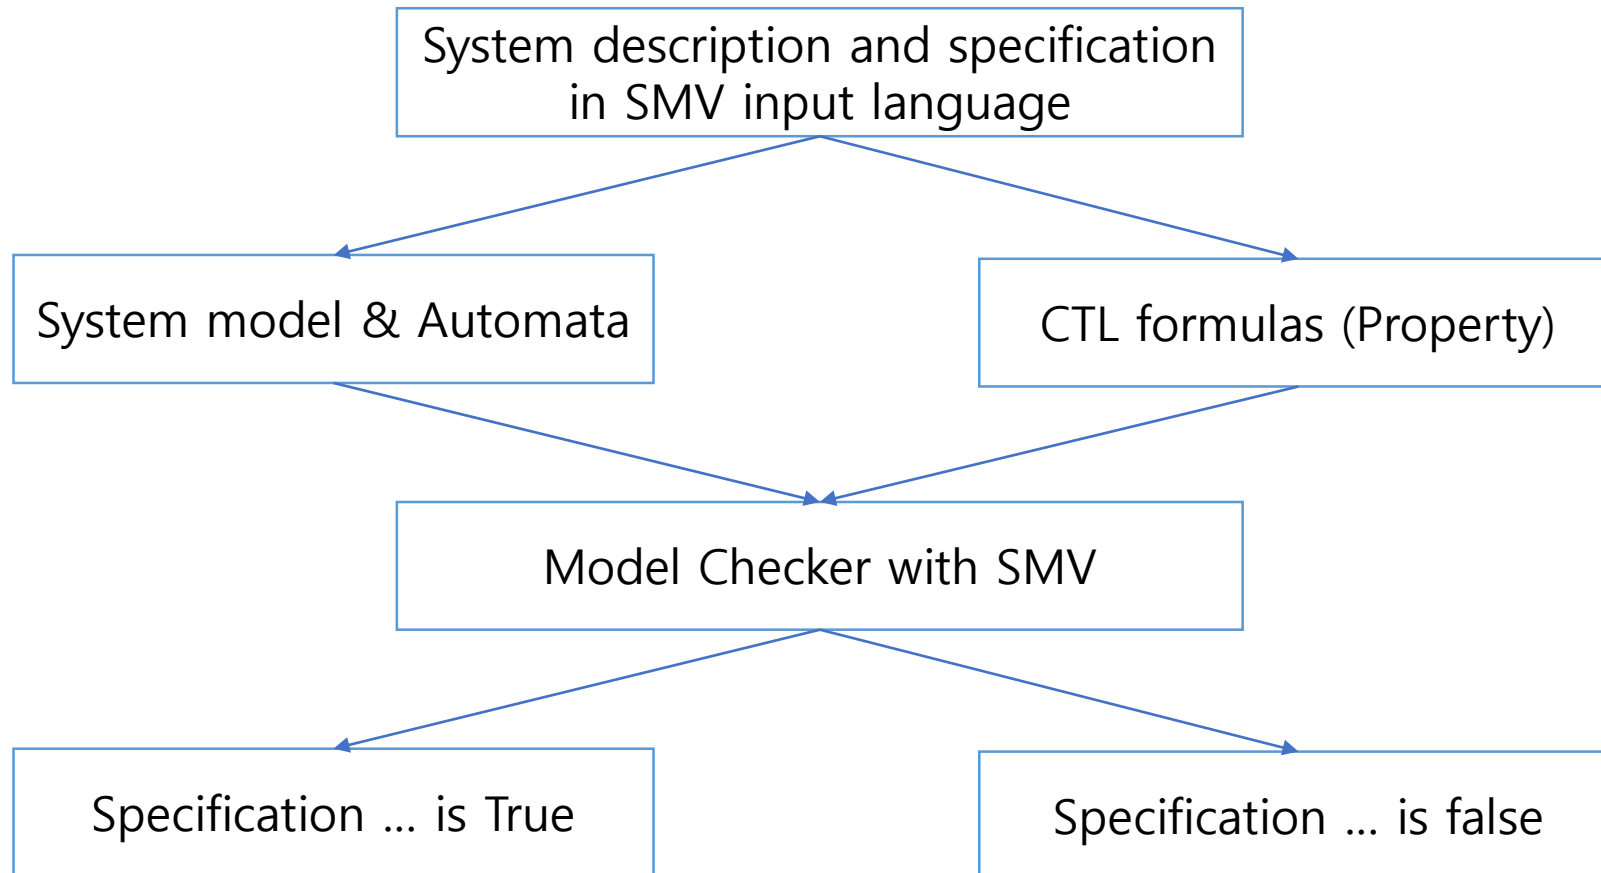 System description and specification
in SMV input language
System model & Automata
CTL formulas (Property)
Model Checker with SMV
Specification ... is True
Specification ... is false